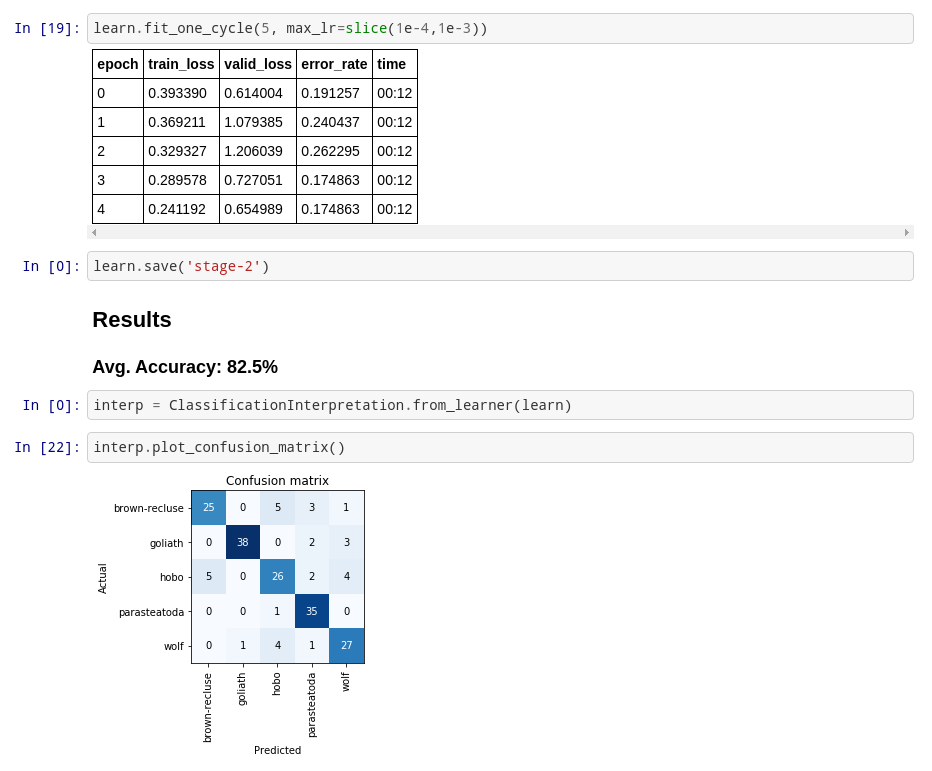 In [19]: learn.fit_one_cycle(5, max_lr=slice(1e-4,1e-3))
epoch train_loss valid_loss error_rate time
0 0.393390 0.614004 0.191257 00:12
1 0.369211 1.079385 0.240437 00:12
2 0.329327 1.206039 0.262295 00:12
3 0.289578 0.727051 0.174863 00:12
4 0.241192 0.654989 0.174863 00:12
In [0]: learn.save('stage-2')
Results
Avg. Accuracy: 82.5%
In [0]: interp = ClassificationInterpretation.from_learner(learn)
In [22]: interp.plot_confusion_matrix()
Confusion matrix
Actual
brown-recluse 25 0 5 3 1
goliath 0 38 0 2 3
hobo 5 0 26 2 4
parasteatoda 0 0 1 35 0
wolf 0 1 4 1 27
brown-recluse goliath hobo parasteatoda wolf
Predicted